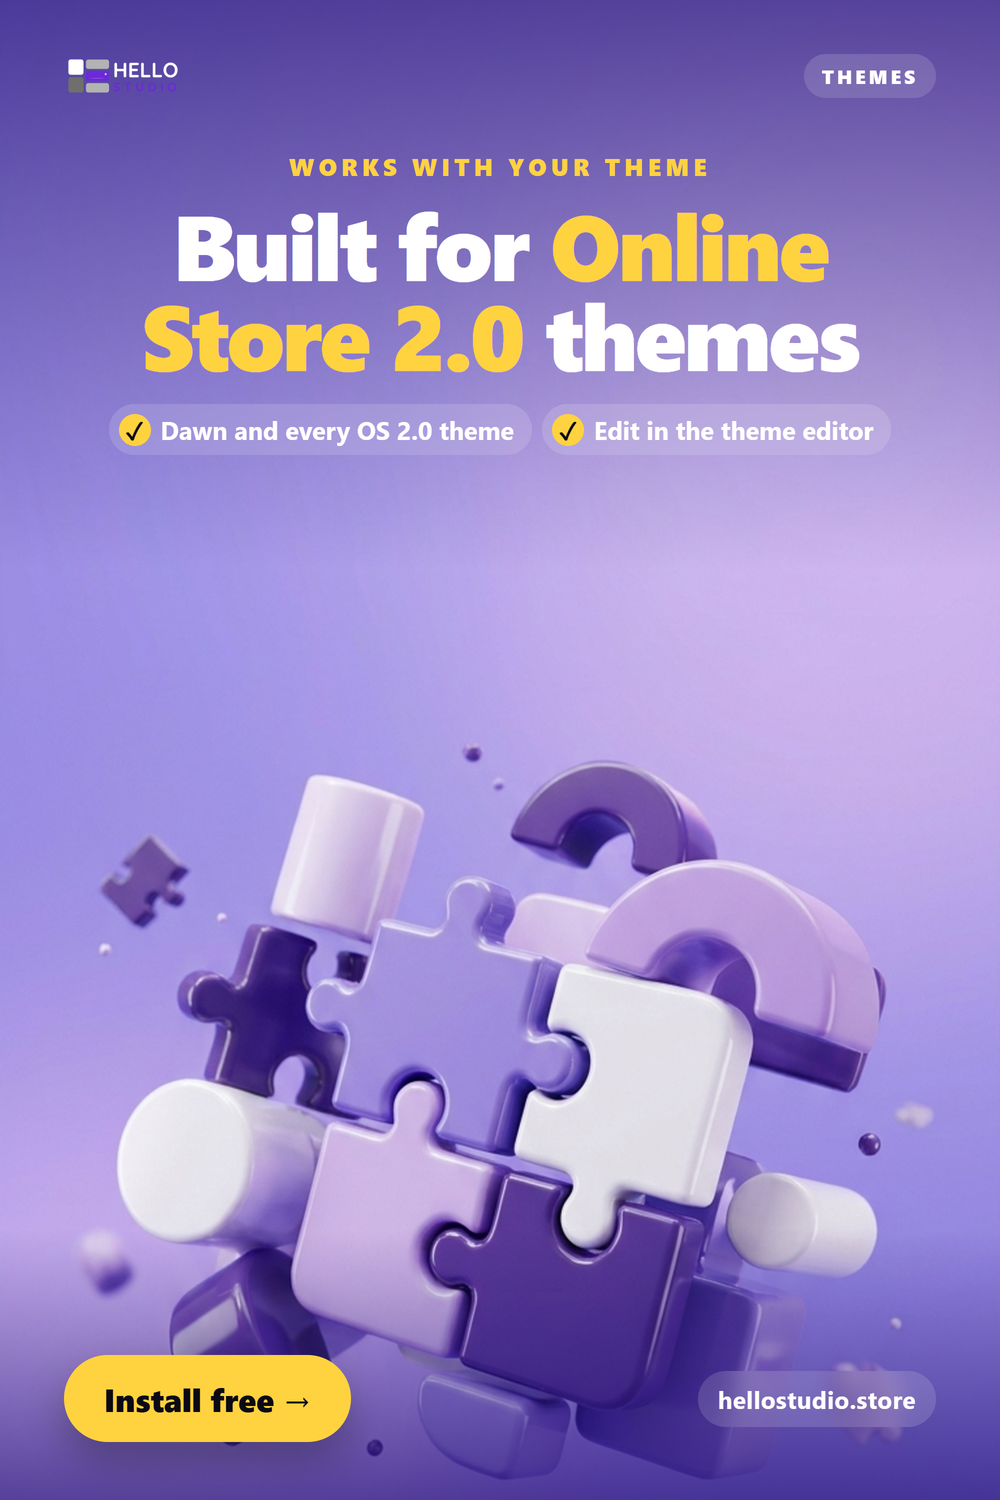 HELLO
STUDIO
THEMES
WORKS WITH YOUR THEME
Built for Online
Store 2.0 themes
✓ Dawn and every OS 2.0 theme
✓ Edit in the theme editor
Install free →
hellostudio.store